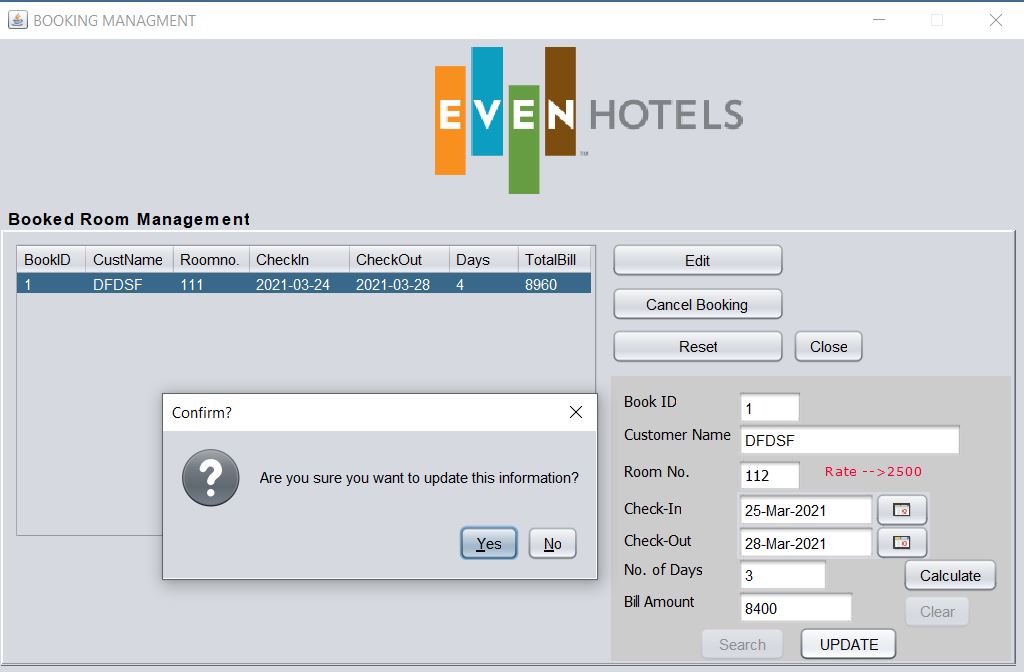 BOOKING MANAGMENT
EVEN HOTELS ™
Booked Room Management
BookID CustName Roomno. CheckIn CheckOut Days TotalBill
1 DFDSF 111 2021-03-24 2021-03-28 4 8960
Edit
Cancel Booking
Reset Close
Confirm?
Are you sure you want to update this information?
Yes No
Book ID 1
Customer Name DFDSF
Room No. 112 Rate -->2500
Check-In 25-Mar-2021
Check-Out 28-Mar-2021
No. of Days 3 Calculate
Bill Amount 8400 Clear
Search UPDATE